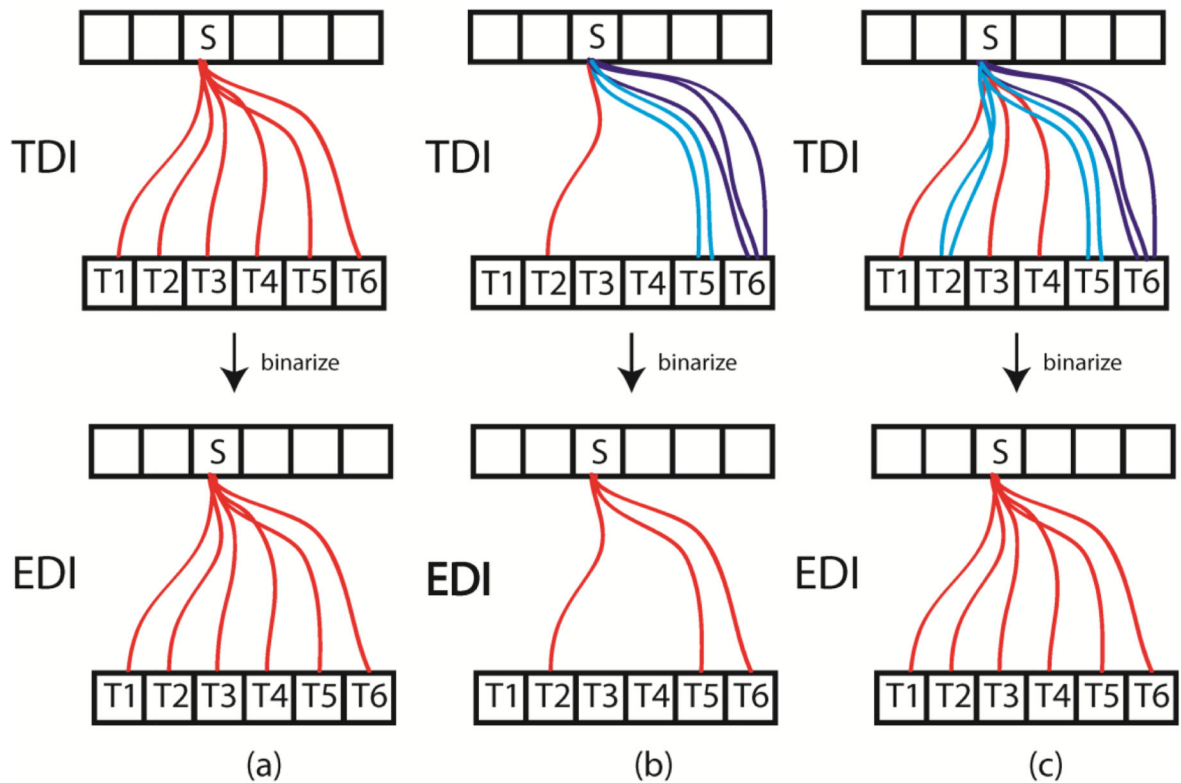 S S S
TDI TDI TDI
T1 T2 T3 T4 T5 T6 T1 T2 T3 T4 T5 T6 T1 T2 T3 T4 T5 T6
binarize binarize binarize
S S S
EDI EDI EDI
T1 T2 T3 T4 T5 T6 T1 T2 T3 T4 T5 T6 T1 T2 T3 T4 T5 T6
(a) (b) (c)